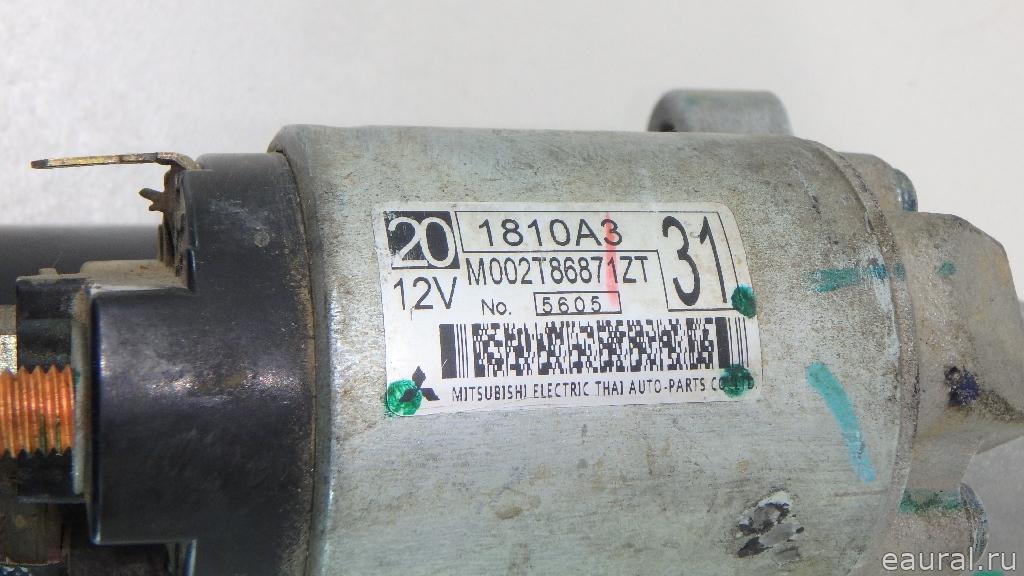 20 1810A3 31
12V M002T86871ZT
No. 5605
MITSUBISHI ELECTRIC THAI AUTO-PARTS CO.,LTD
eaural.ru